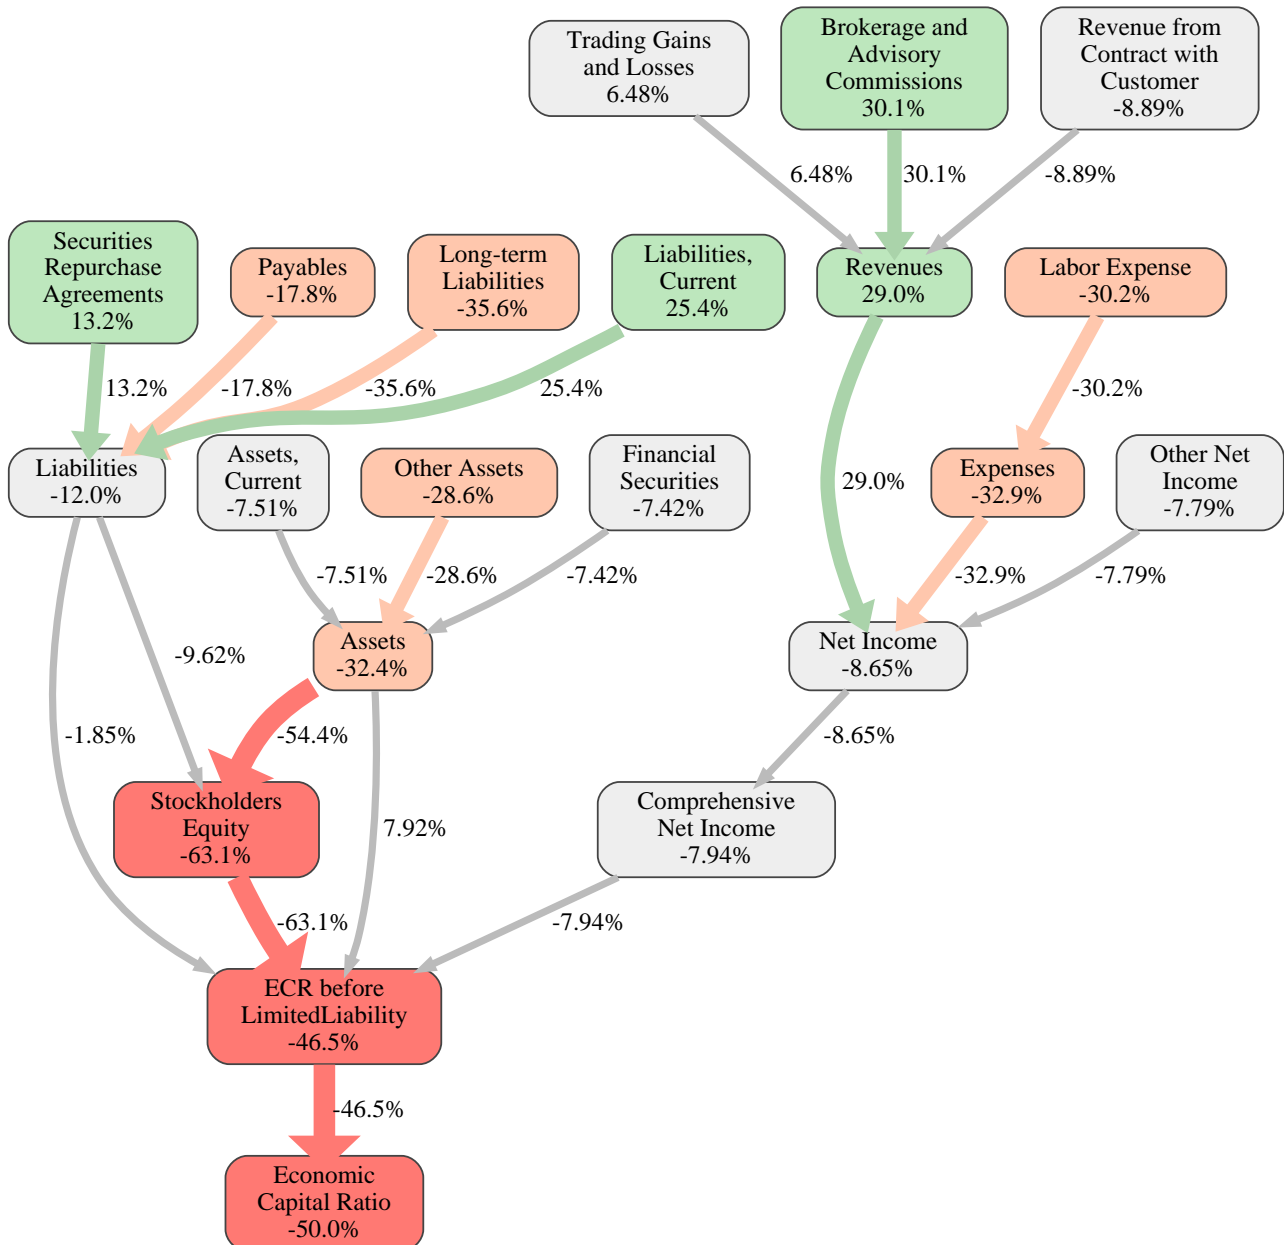 Trading Gains
and Losses
6.48%
Brokerage and
Advisory
Commissions
30.1%
Revenue from
Contract with
Customer
-8.89%
6.48%
30.1%
-8.89%
Securities
Repurchase
Agreements
13.2%
Payables
-17.8%
Long-term
Liabilities
-35.6%
Liabilities,
Current
25.4%
Revenues
29.0%
Labor Expense
-30.2%
13.2%
-17.8%
-35.6%
25.4%
-30.2%
Liabilities
-12.0%
Assets,
Current
-7.51%
Other Assets
-28.6%
Financial
Securities
-7.42%
29.0%
Expenses
-32.9%
Other Net
Income
-7.79%
-7.51%
-28.6%
-7.42%
-32.9%
-7.79%
-9.62%
Assets
-32.4%
Net Income
-8.65%
-1.85%
-54.4%
-8.65%
Stockholders
Equity
-63.1%
7.92%
Comprehensive
Net Income
-7.94%
-63.1%
-7.94%
ECR before
LimitedLiability
-46.5%
-46.5%
Economic
Capital Ratio
-50.0%